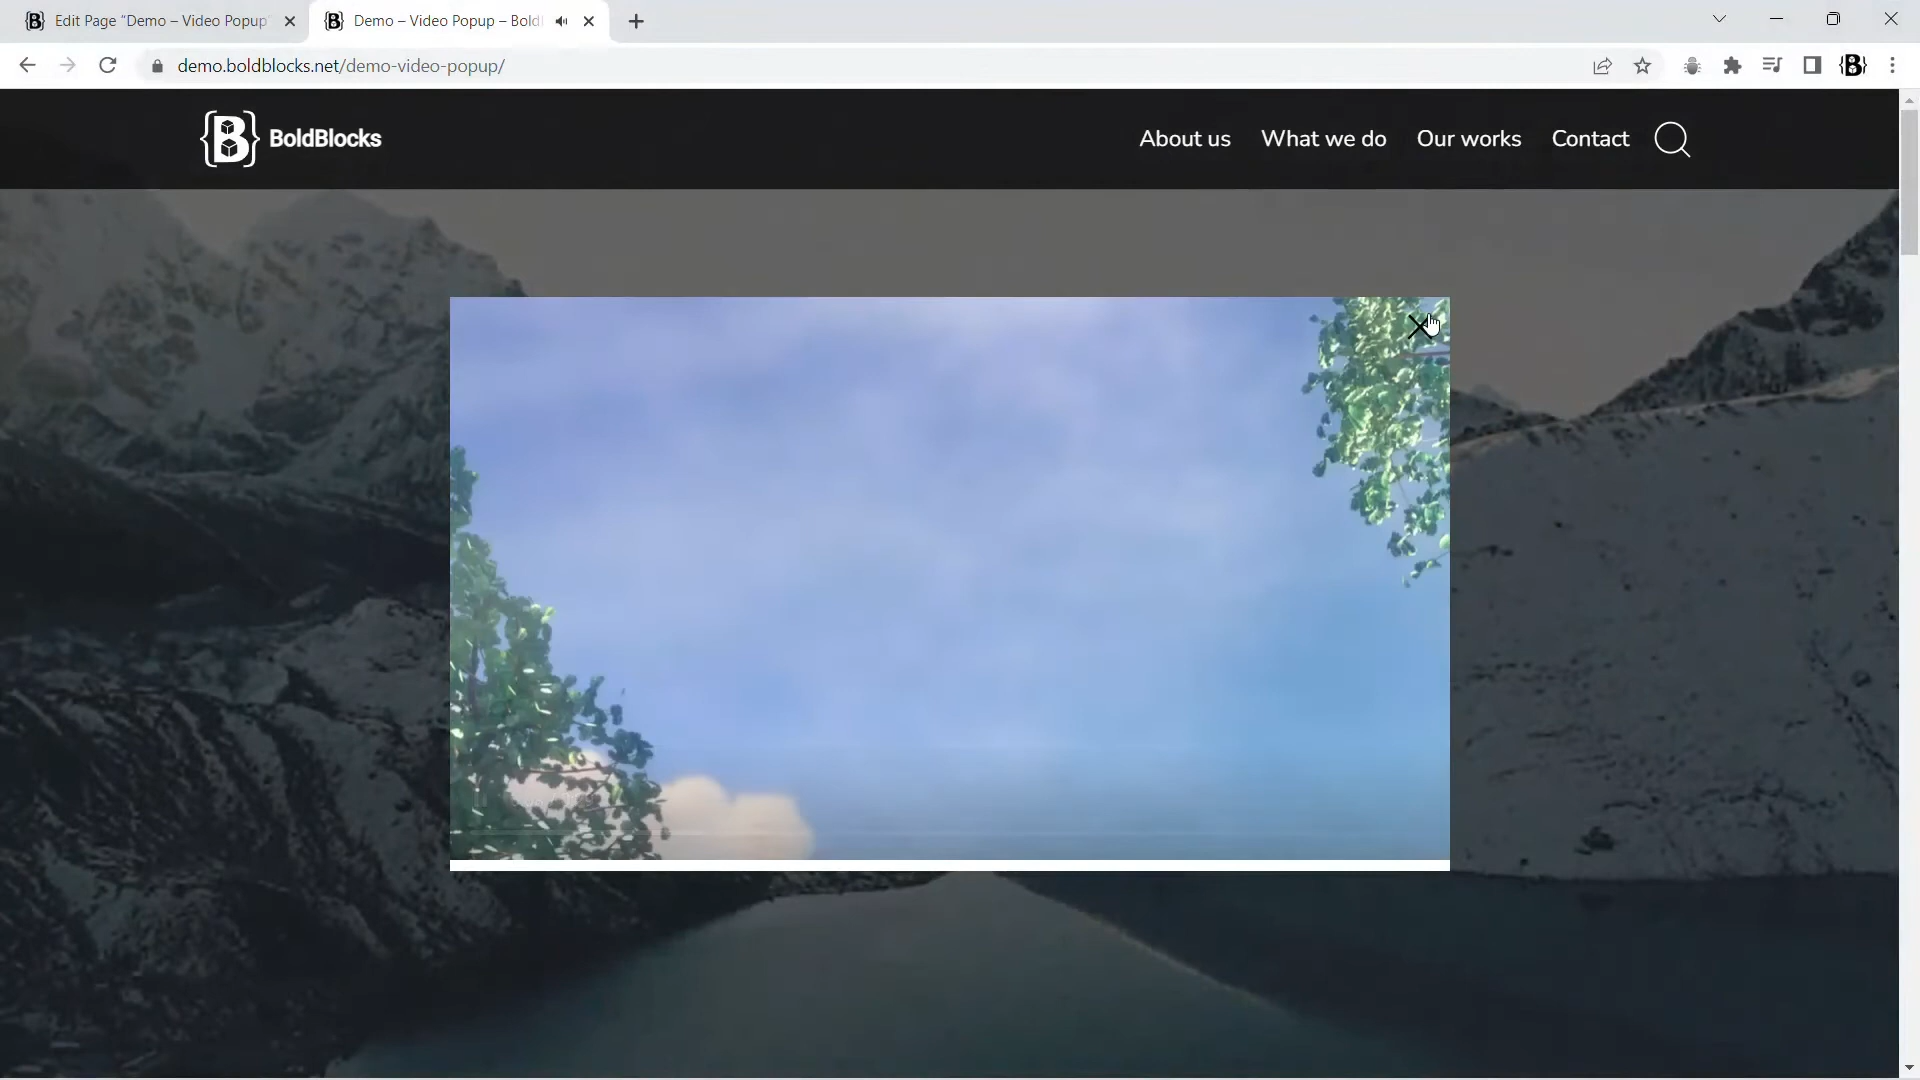 Edit Page "Demo – Video Popup"
Demo – Video Popup – Bold
demo.boldblocks.net/demo-video-popup/
BoldBlocks
About us
What we do
Our works
Contact